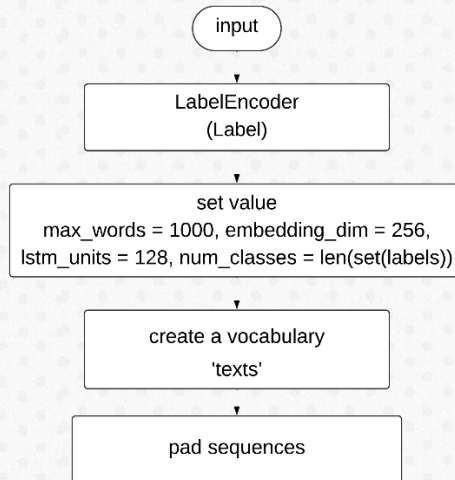 input
LabelEncoder
(Label)
set value
max_words = 1000, embedding_dim = 256,
lstm_units = 128, num_classes = len(set(labels))
create a vocabulary
'texts'
pad sequences